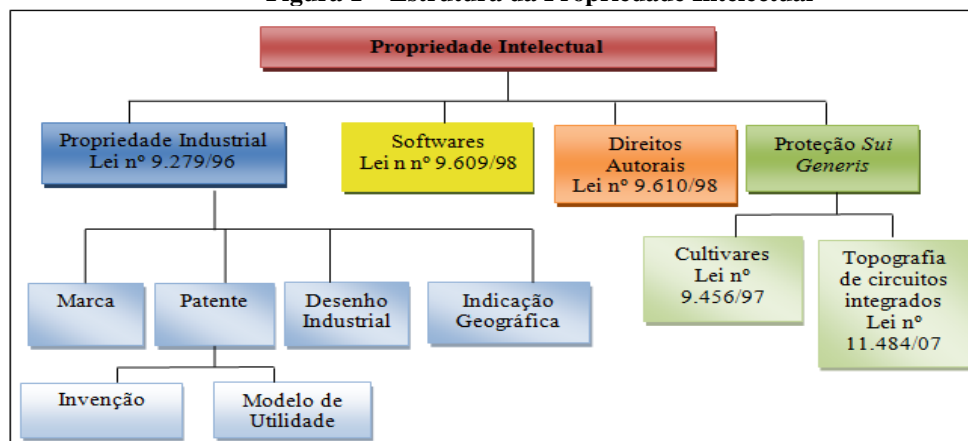 Figura 1 – Estrutura da Propriedade Intelectual
Propriedade Intelectual
Propriedade Industrial
Lei nº 9.279/96
Softwares
Lei n nº 9.609/98
Direitos
Autorais
Lei nº 9.610/98
Proteção Sui
Generis
Marca
Patente
Desenho
Industrial
Indicação
Geográfica
Cultivares
Lei nº
9.456/97
Topografia
de circuitos
integrados
Lei nº
11.484/07
Invenção
Modelo de
Utilidade